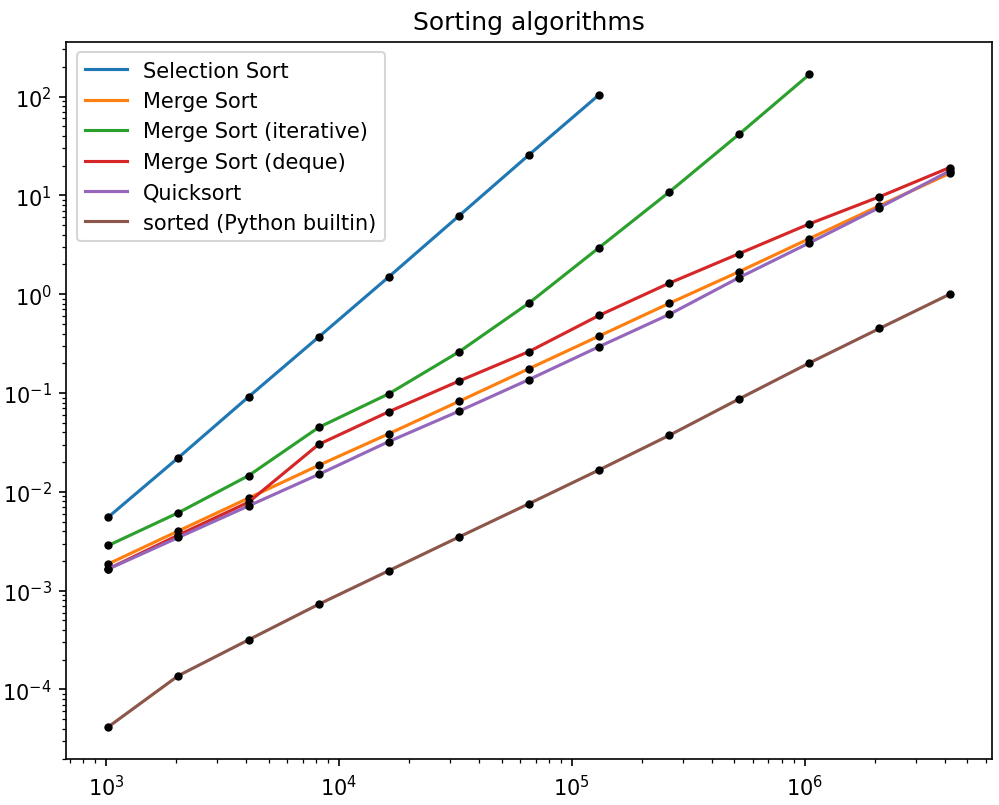 Sorting algorithms
Selection Sort
Merge Sort
Merge Sort (iterative)
Merge Sort (deque)
Quicksort
sorted (Python builtin)
10²
10¹
10⁰
10⁻¹
10⁻²
10⁻³
10⁻⁴
10³ 10⁴ 10⁵ 10⁶